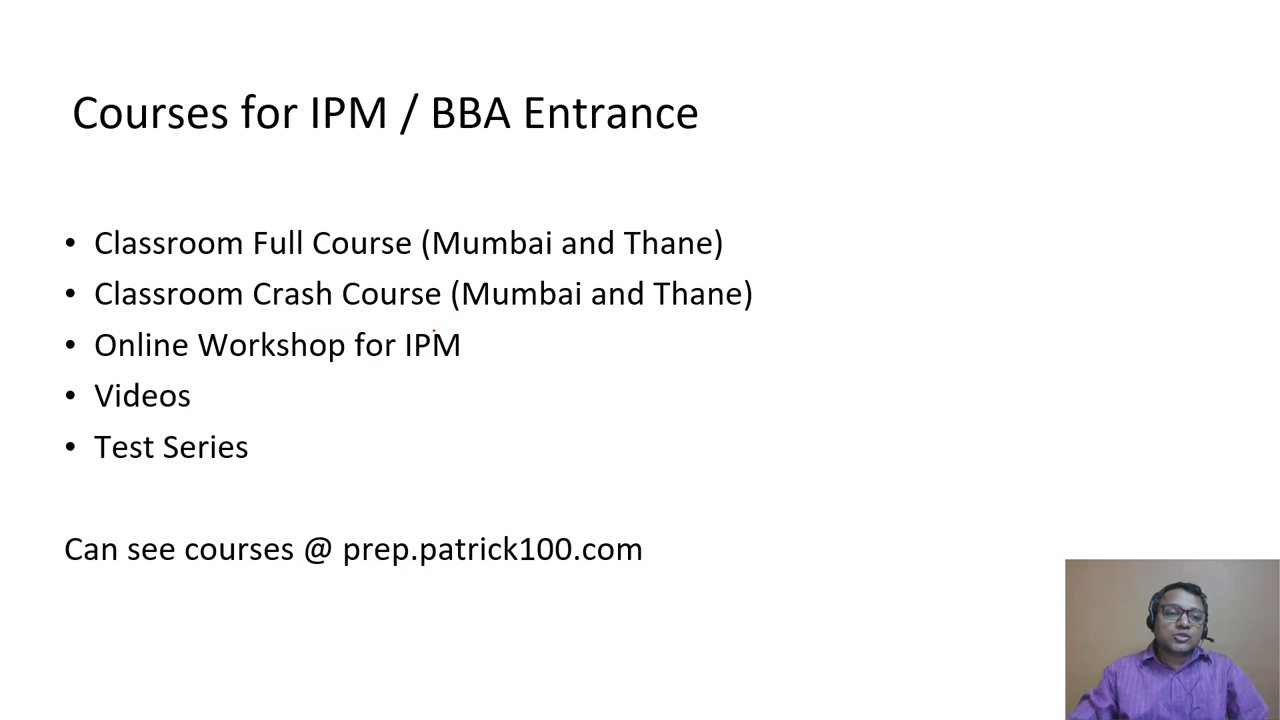 Courses for IPM / BBA Entrance
• Classroom Full Course (Mumbai and Thane)
• Classroom Crash Course (Mumbai and Thane)
• Online Workshop for IPM
• Videos
• Test Series
Can see courses @ prep.patrick100.com